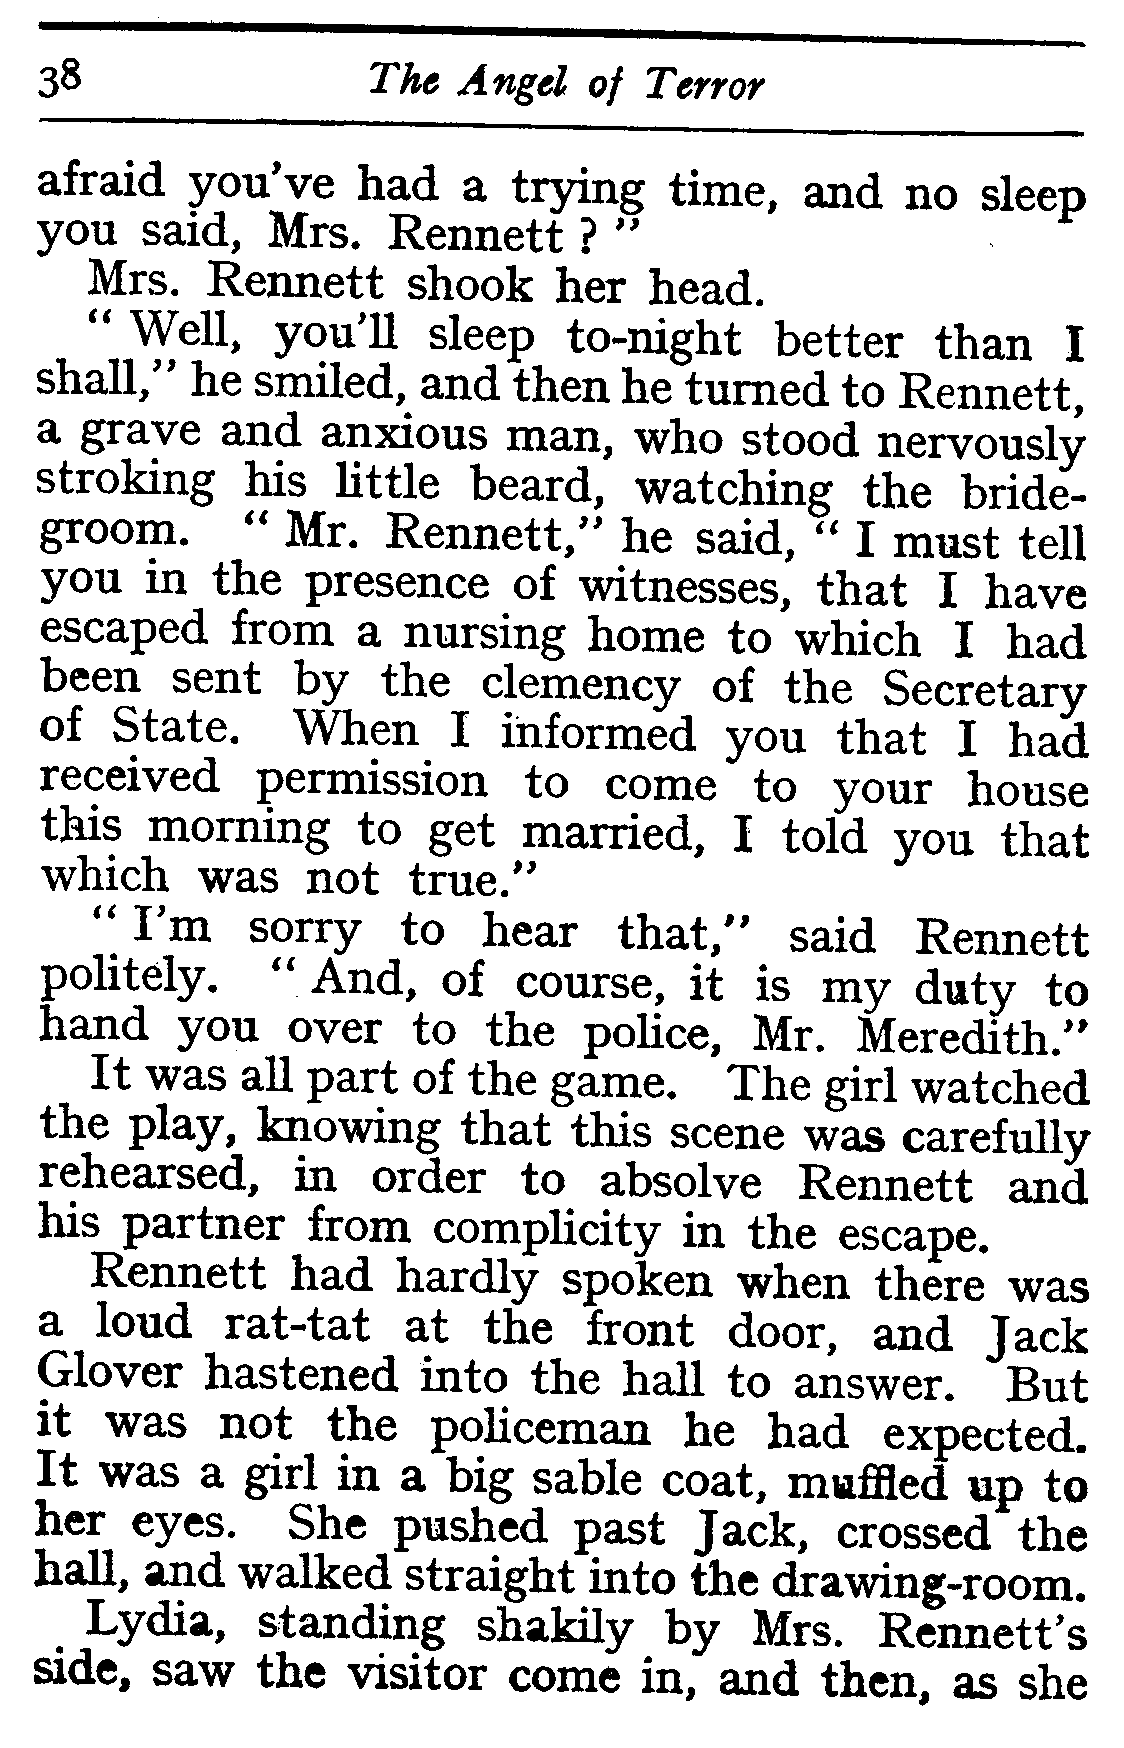 38 The Angel of Terror
afraid you've had a trying time, and no sleep
you said, Mrs. Rennett ? "
Mrs. Rennett shook her head.
" Well, you'll sleep to-night better than I
shall," he smiled, and then he turned to Rennett,
a grave and anxious man, who stood nervously
stroking his little beard, watching the bride-
groom. " Mr. Rennett," he said, " I must tell
you in the presence of witnesses, that I have
escaped from a nursing home to which I had
been sent by the clemency of the Secretary
of State. When I informed you that I had
received permission to come to your house
this morning to get married, I told you that
which was not true."
" I'm sorry to hear that," said Rennett
politely. " And, of course, it is my duty to
hand you over to the police, Mr. Meredith."
It was all part of the game. The girl watched
the play, knowing that this scene was carefully
rehearsed, in order to absolve Rennett and
his partner from complicity in the escape.
Rennett had hardly spoken when there was
a loud rat-tat at the front door, and Jack
Glover hastened into the hall to answer. But
it was not the policeman he had expected.
It was a girl in a big sable coat, muffled up to
her eyes. She pushed past Jack, crossed the
hall, and walked straight into the drawing-room.
Lydia, standing shakily by Mrs. Rennett's
side, saw the visitor come in, and then, as she